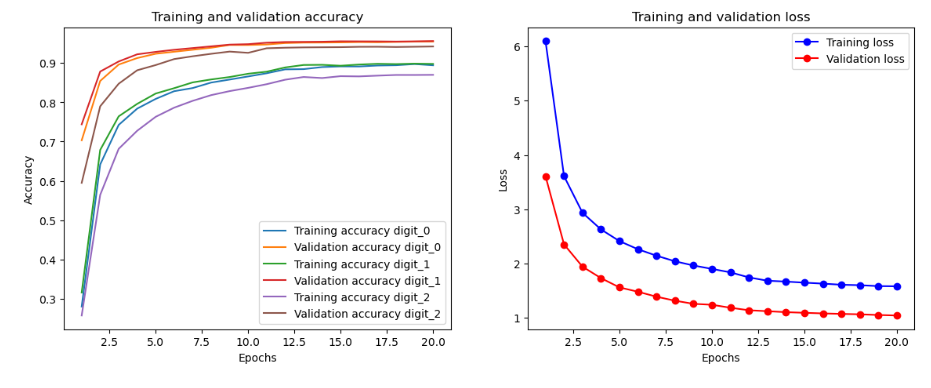 Training and validation accuracy
Accuracy
0.9
0.8
0.7
0.6
0.5
0.4
0.3
Training accuracy digit_0
Validation accuracy digit_0
Training accuracy digit_1
Validation accuracy digit_1
Training accuracy digit_2
Validation accuracy digit_2
2.5 5.0 7.5 10.0 12.5 15.0 17.5 20.0
Epochs
Training and validation loss
Loss
6
5
4
3
2
1
Training loss
Validation loss
2.5 5.0 7.5 10.0 12.5 15.0 17.5 20.0
Epochs